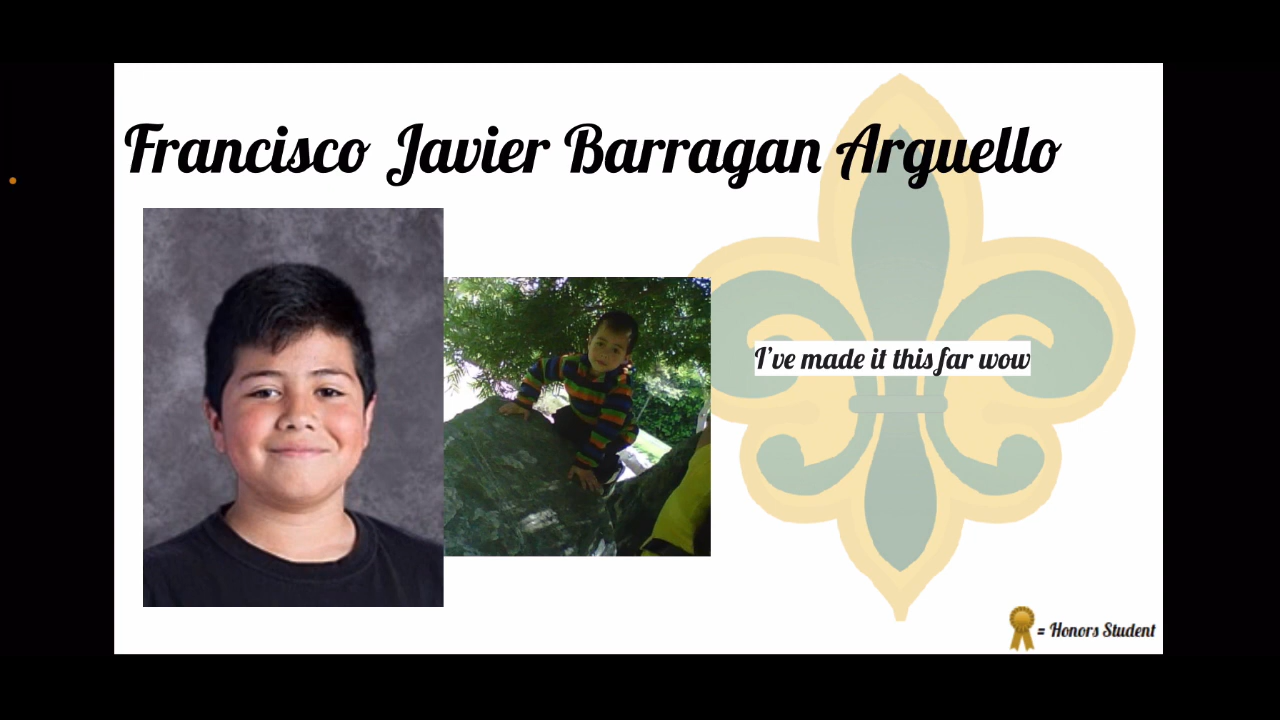 Francisco Javier Barragan Arguello
I've made it this far wow
= Honors Student